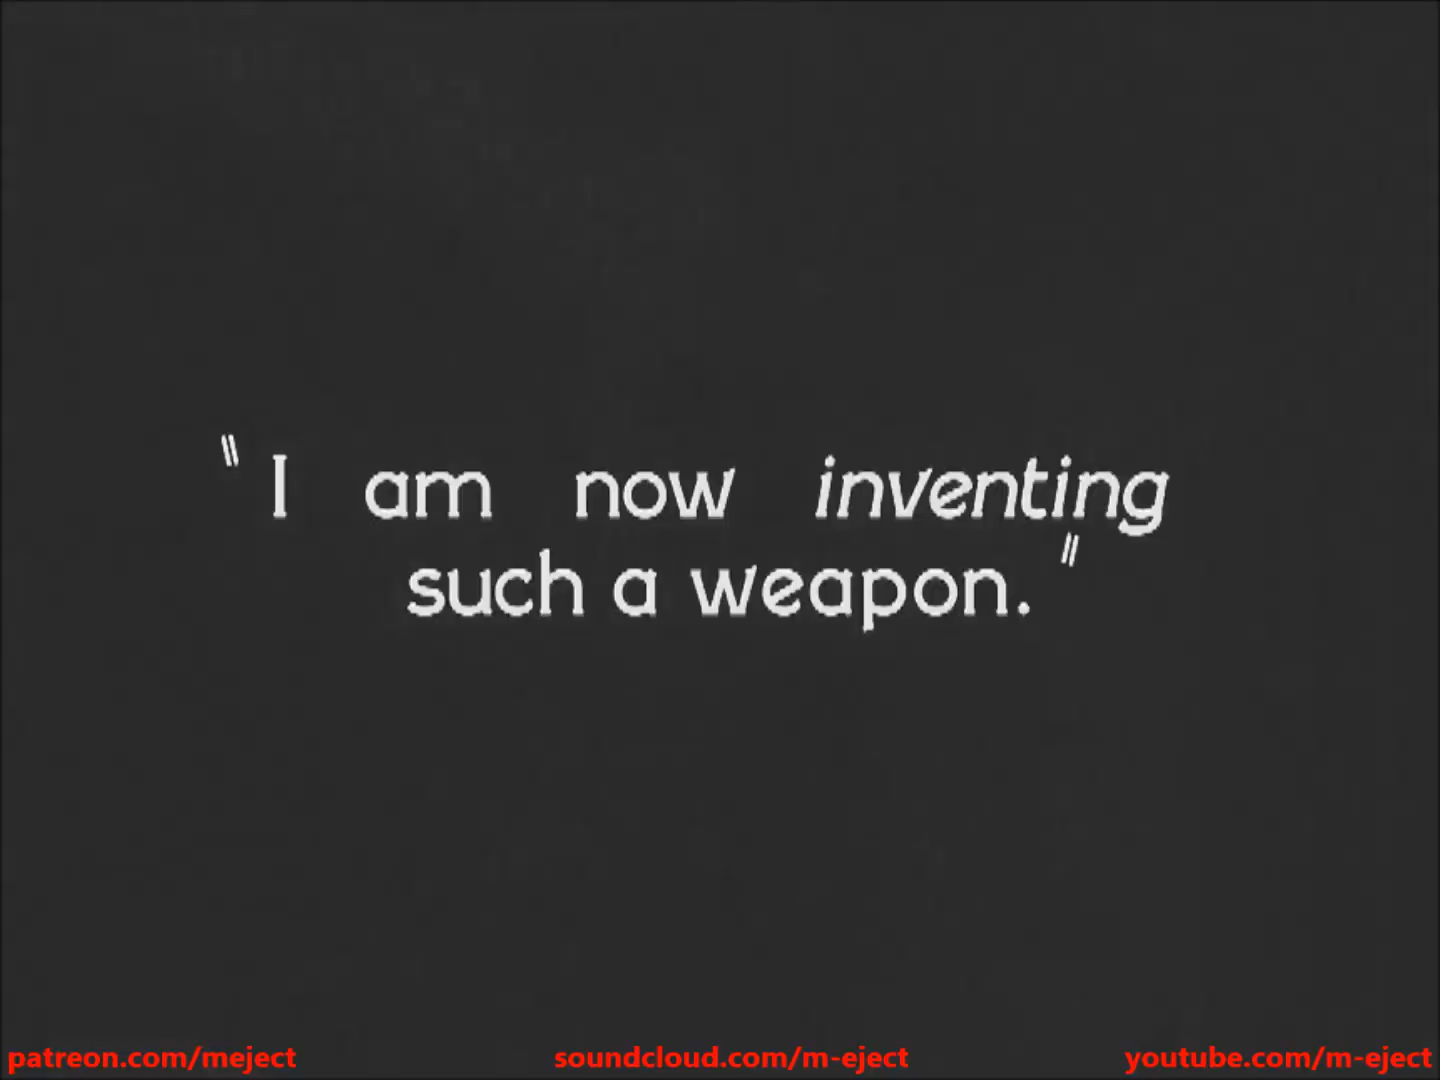 "I am now inventing
such a weapon."
patreon.com/meject soundcloud.com/m-eject youtube.com/m-eject